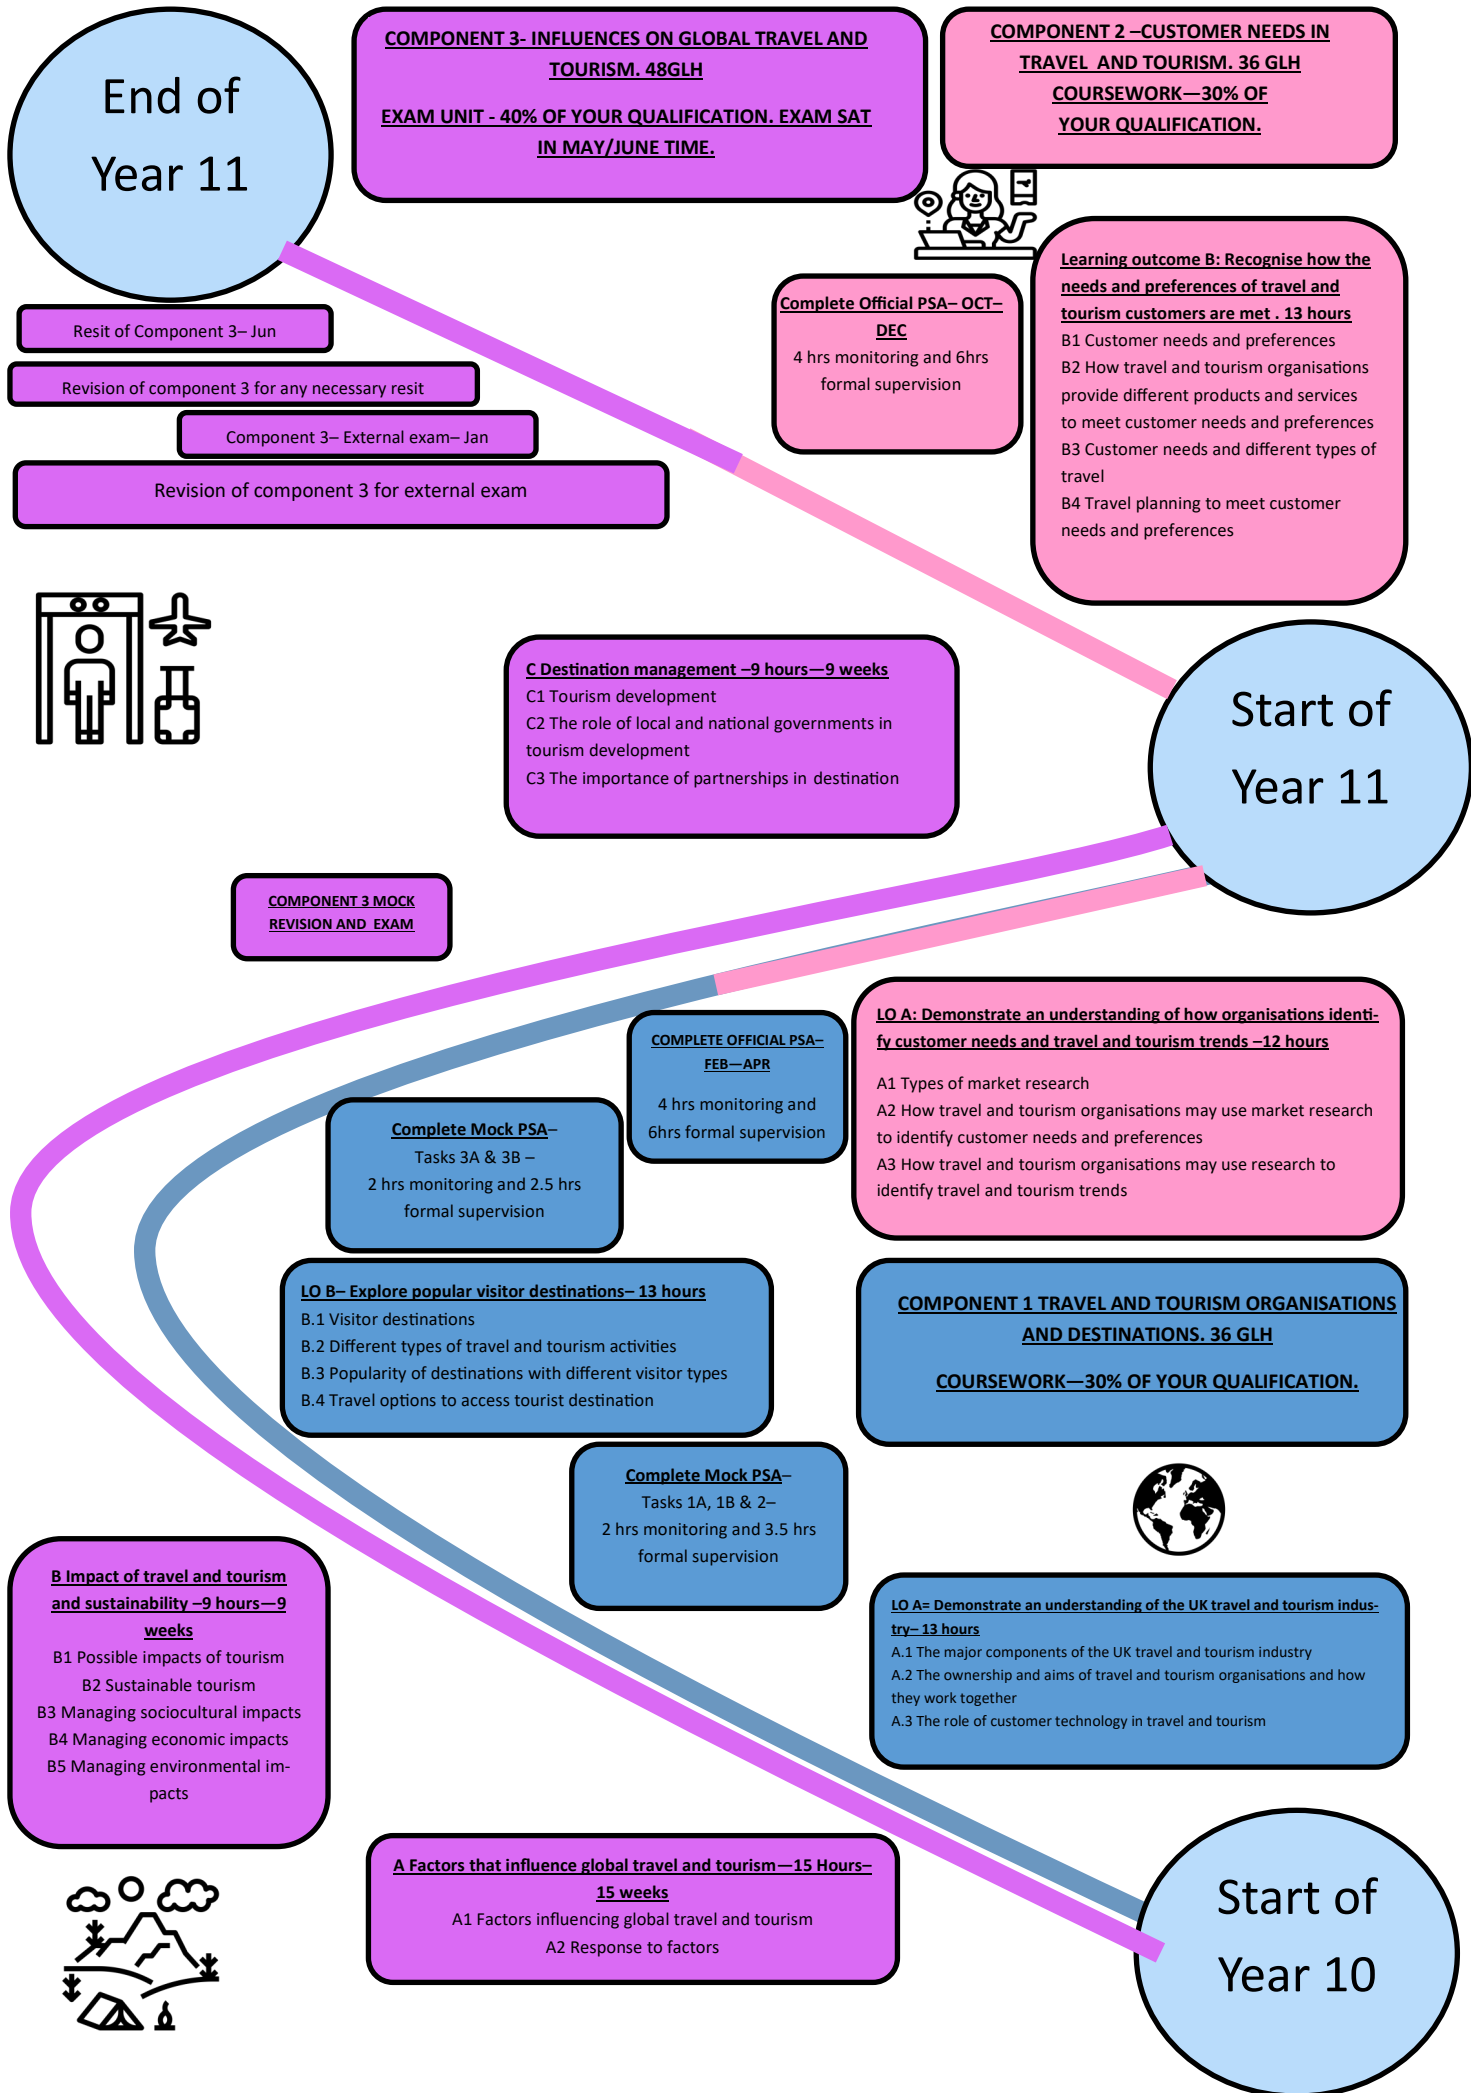 End of
Year 11
COMPONENT 3- INFLUENCES ON GLOBAL TRAVEL AND
TOURISM. 48GLH
EXAM UNIT - 40% OF YOUR QUALIFICATION. EXAM SAT
IN MAY/JUNE TIME.
COMPONENT 2 –CUSTOMER NEEDS IN
TRAVEL AND TOURISM. 36 GLH
COURSEWORK—30% OF
YOUR QUALIFICATION.
Learning outcome B: Recognise how the
needs and preferences of travel and
tourism customers are met . 13 hours
B1 Customer needs and preferences
B2 How travel and tourism organisations
provide different products and services
to meet customer needs and preferences
B3 Customer needs and different types of
travel
B4 Travel planning to meet customer
needs and preferences
Complete Official PSA– OCT–
DEC
4 hrs monitoring and 6hrs
formal supervision
Resit of Component 3– Jun
Revision of component 3 for any necessary resit
Component 3– External exam– Jan
Revision of component 3 for external exam
C Destination management –9 hours—9 weeks
C1 Tourism development
C2 The role of local and national governments in
tourism development
C3 The importance of partnerships in destination
Start of
Year 11
COMPONENT 3 MOCK
REVISION AND EXAM
LO A: Demonstrate an understanding of how organisations identi-
fy customer needs and travel and tourism trends –12 hours
A1 Types of market research
A2 How travel and tourism organisations may use market research
to identify customer needs and preferences
A3 How travel and tourism organisations may use research to
identify travel and tourism trends
COMPLETE OFFICIAL PSA–
FEB—APR
4 hrs monitoring and
6hrs formal supervision
Complete Mock PSA–
Tasks 3A & 3B –
2 hrs monitoring and 2.5 hrs
formal supervision
LO B– Explore popular visitor destinations– 13 hours
B.1 Visitor destinations
B.2 Different types of travel and tourism activities
B.3 Popularity of destinations with different visitor types
B.4 Travel options to access tourist destination
COMPONENT 1 TRAVEL AND TOURISM ORGANISATIONS
AND DESTINATIONS. 36 GLH
COURSEWORK—30% OF YOUR QUALIFICATION.
Complete Mock PSA–
Tasks 1A, 1B & 2–
2 hrs monitoring and 3.5 hrs
formal supervision
B Impact of travel and tourism
and sustainability –9 hours—9
weeks
B1 Possible impacts of tourism
B2 Sustainable tourism
B3 Managing sociocultural impacts
B4 Managing economic impacts
B5 Managing environmental im-
pacts
LO A= Demonstrate an understanding of the UK travel and tourism indus-
try– 13 hours
A.1 The major components of the UK travel and tourism industry
A.2 The ownership and aims of travel and tourism organisations and how
they work together
A.3 The role of customer technology in travel and tourism
A Factors that influence global travel and tourism—15 Hours–
15 weeks
A1 Factors influencing global travel and tourism
A2 Response to factors
Start of
Year 10